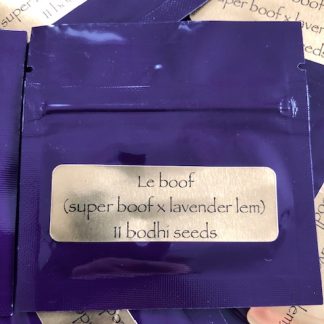 Le boof
(super boof x lavender lem)
11 bodhi seeds